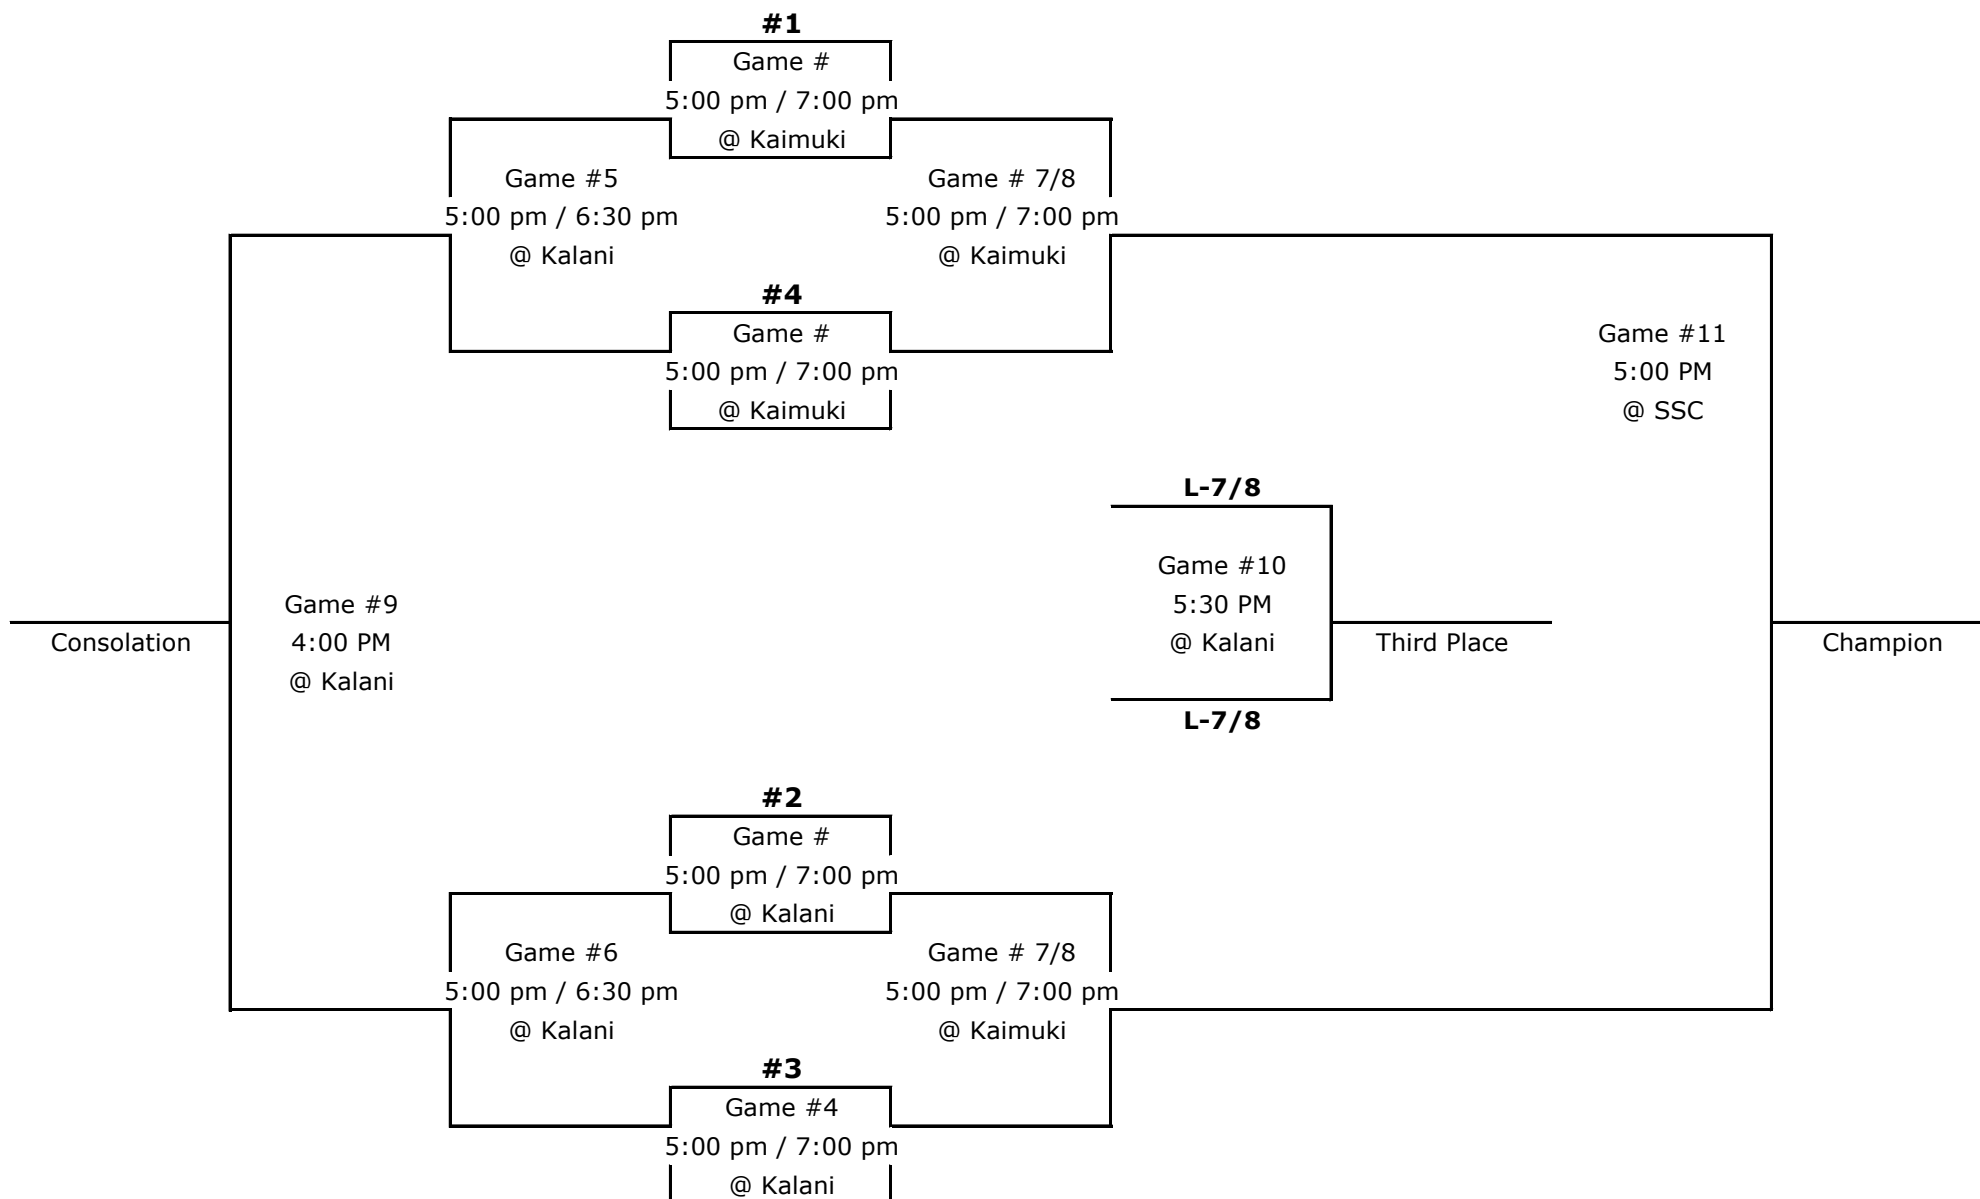 #1
Game #
5:00 pm / 7:00 pm
@ Kaimuki
Game #5
5:00 pm / 6:30 pm
@ Kalani
Game # 7/8
5:00 pm / 7:00 pm
@ Kaimuki
#4
Game #
5:00 pm / 7:00 pm
@ Kaimuki
Game #11
5:00 PM
@ SSC
L-7/8
Game #10
5:30 PM
@ Kalani
L-7/8
Third Place
Champion
Consolation
Game #9
4:00 PM
@ Kalani
#2
Game #
5:00 pm / 7:00 pm
@ Kalani
Game #6
5:00 pm / 6:30 pm
@ Kalani
Game # 7/8
5:00 pm / 7:00 pm
@ Kaimuki
#3
Game #4
5:00 pm / 7:00 pm
@ Kalani